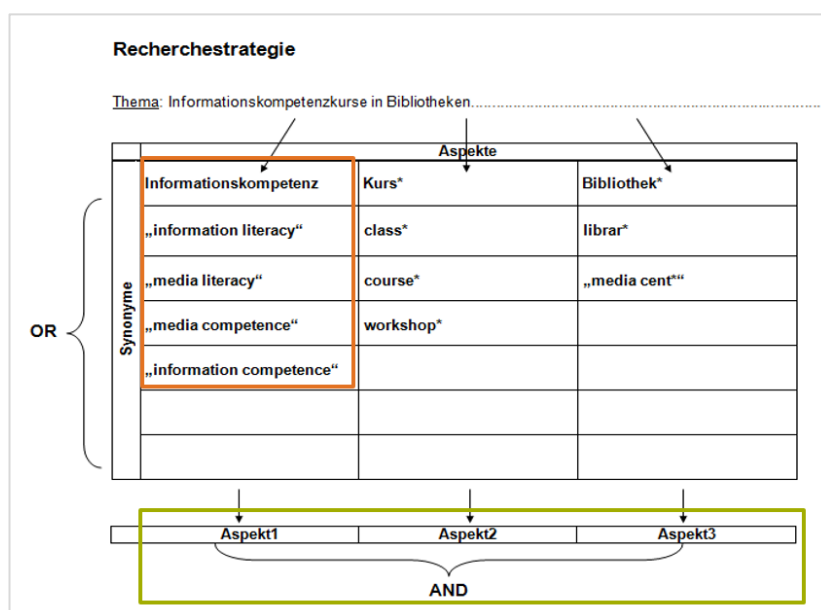 Recherchestrategie
Thema: Informationskompetenzkurse in Bibliotheken................................................................................
Aspekte
Informationskompetenz Kurs* Bibliothek*
„information literacy“ class* librar*
„media literacy“ course* „media cent*“
„media competence“ workshop*
„information competence“
Synonyme
OR
Aspekt1 Aspekt2 Aspekt3
AND